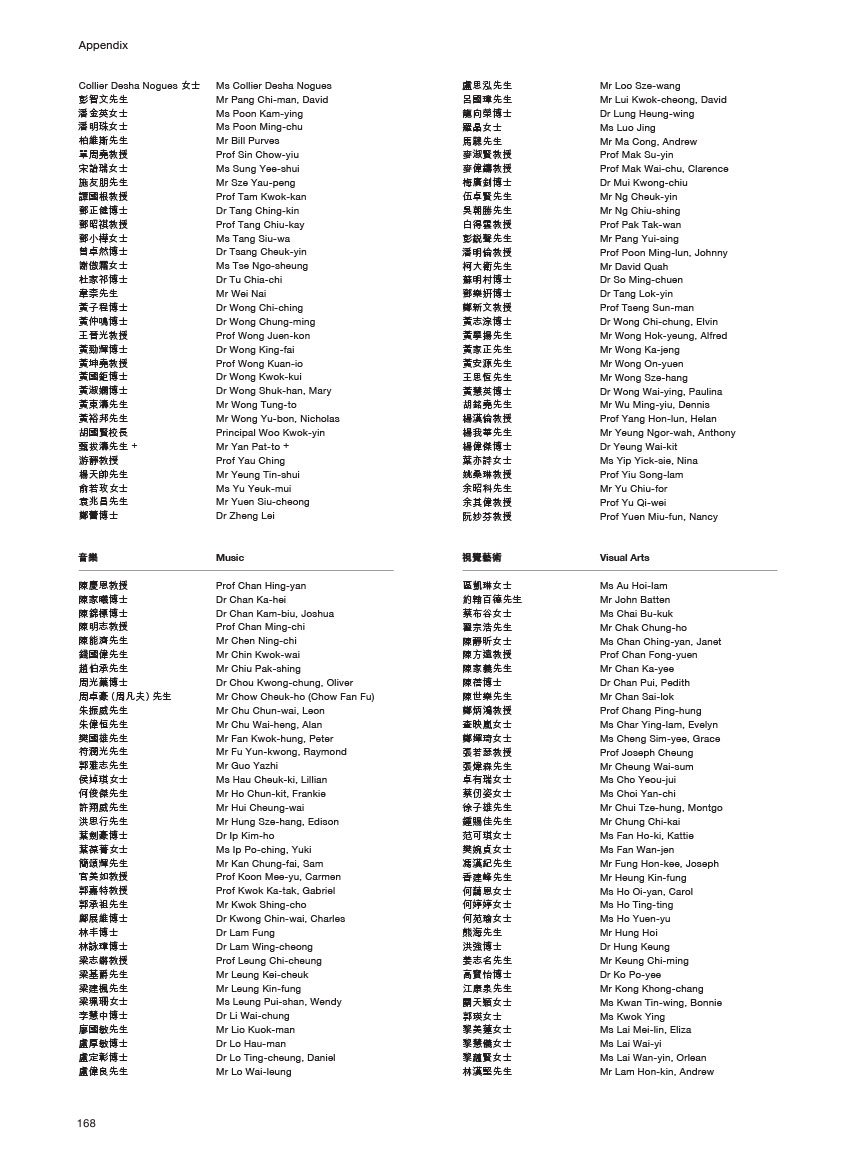 Appendix
Collier Desha Nogues 女士 Ms Collier Desha Nogues
彭智文先生 Mr Pang Chi-man, David
潘金英女士 Ms Poon Kam-ying
潘明珠女士 Ms Poon Ming-chu
柏維斯先生 Mr Bill Purves
單周堯教授 Prof Sin Chow-yiu
宋詒瑞女士 Ms Sung Yee-shui
施友朋先生 Mr Sze Yau-peng
譚國根教授 Prof Tam Kwok-kan
鄧正健博士 Dr Tang Ching-kin
鄧昭祺教授 Prof Tang Chiu-kay
鄧小樺女士 Ms Tang Siu-wa
曾卓然博士 Dr Tsang Cheuk-yin
謝傲霜女士 Ms Tse Ngo-sheung
杜家祁博士 Dr Tu Chia-chi
韋柰先生 Mr Wei Nai
黃子程博士 Dr Wong Chi-ching
黃仲鳴博士 Dr Wong Chung-ming
王晉光教授 Prof Wong Juen-kon
黃勁輝博士 Dr Wong King-fai
黃坤堯教授 Prof Wong Kuan-io
黃國鉅博士 Dr Wong Kwok-kui
黃淑嫻博士 Dr Wong Shuk-han, Mary
黃東濤先生 Mr Wong Tung-to
黃裕邦先生 Mr Wong Yu-bon, Nicholas
胡國賢校長 Principal Woo Kwok-yin
甄拔濤先生 + Mr Yan Pat-to +
游靜教授 Prof Yau Ching
楊天帥先生 Mr Yeung Tin-shui
俞若玫女士 Ms Yu Yeuk-mui
袁兆昌先生 Mr Yuen Siu-cheong
鄭蕾博士 Dr Zheng Lei
音樂 Music
陳慶恩教授 Prof Chan Hing-yan
陳家曦博士 Dr Chan Ka-hei
陳錦標博士 Dr Chan Kam-biu, Joshua
陳明志教授 Prof Chan Ming-chi
陳能濟先生 Mr Chen Ning-chi
錢國偉先生 Mr Chin Kwok-wai
趙伯承先生 Mr Chiu Pak-shing
周光蓁博士 Dr Chou Kwong-chung, Oliver
周卓豪 (周凡夫) 先生 Mr Chow Cheuk-ho (Chow Fan Fu)
朱振威先生 Mr Chu Chun-wai, Leon
朱偉恒先生 Mr Chu Wai-heng, Alan
樊國雄先生 Mr Fan Kwok-hung, Peter
符潤光先生 Mr Fu Yun-kwong, Raymond
郭雅志先生 Mr Guo Yazhi
侯焯琪女士 Ms Hau Cheuk-ki, Lillian
何俊傑先生 Mr Ho Chun-kit, Frankie
許翔威先生 Mr Hui Cheung-wai
洪思行先生 Mr Hung Sze-hang, Edison
葉劍豪博士 Dr Ip Kim-ho
葉葆菁女士 Ms Ip Po-ching, Yuki
簡頌輝先生 Mr Kan Chung-fai, Sam
官美如教授 Prof Koon Mee-yu, Carmen
郭嘉特教授 Prof Kwok Ka-tak, Gabriel
郭承祖先生 Mr Kwok Shing-cho
鄺展維博士 Dr Kwong Chin-wai, Charles
林丰博士 Dr Lam Fung
林詠璋博士 Dr Lam Wing-cheong
梁志鏘教授 Prof Leung Chi-cheung
梁基爵先生 Mr Leung Kei-cheuk
梁建楓先生 Mr Leung Kin-fung
梁珮珊女士 Ms Leung Pui-shan, Wendy
李慧中博士 Dr Li Wai-chung
廖國敏先生 Mr Lio Kuok-man
盧厚敏博士 Dr Lo Hau-man
盧定彰博士 Dr Lo Ting-cheung, Daniel
盧偉良先生 Mr Lo Wai-leung
盧思泓先生 Mr Loo Sze-wang
呂國璋先生 Mr Lui Kwok-cheong, David
龍向榮博士 Dr Lung Heung-wing
羅晶女士 Ms Luo Jing
馬驄先生 Mr Ma Cong, Andrew
麥淑賢教授 Prof Mak Su-yin
麥偉鑄教授 Prof Mak Wai-chu, Clarence
梅廣釗博士 Dr Mui Kwong-chiu
伍卓賢先生 Mr Ng Cheuk-yin
吳朝勝先生 Mr Ng Chiu-shing
白得雲教授 Prof Pak Tak-wan
彭鋭聲先生 Mr Pang Yui-sing
潘明倫教授 Prof Poon Ming-lun, Johnny
柯大衛先生 Mr David Quah
蘇明村博士 Dr So Ming-chuen
鄧樂妍博士 Dr Tang Lok-yin
鄭新文教授 Prof Tseng Sun-man
黃志淙博士 Dr Wong Chi-chung, Elvin
黃學揚先生 Mr Wong Hok-yeung, Alfred
黃家正先生 Mr Wong Ka-jeng
黃安源先生 Mr Wong On-yuen
王思恒先生 Mr Wong Sze-hang
黃慧英博士 Dr Wong Wai-ying, Paulina
胡銘堯先生 Mr Wu Ming-yiu, Dennis
楊漢倫教授 Prof Yang Hon-lun, Helan
楊我華先生 Mr Yeung Ngor-wah, Anthony
楊偉傑博士 Dr Yeung Wai-kit
葉亦詩女士 Ms Yip Yick-sie, Nina
姚桑琳教授 Prof Yiu Song-lam
余昭科先生 Mr Yu Chiu-for
余其偉教授 Prof Yu Qi-wei
阮妙芬教授 Prof Yuen Miu-fun, Nancy
視覺藝術 Visual Arts
區凱琳女士 Ms Au Hoi-lam
約翰百德先生 Mr John Batten
蔡布谷女士 Ms Chai Bu-kuk
翟宗浩先生 Mr Chak Chung-ho
陳靜昕女士 Ms Chan Ching-yan, Janet
陳方遠教授 Prof Chan Fong-yuen
陳家義先生 Mr Chan Ka-yee
陳蓓博士 Dr Chan Pui, Pedith
陳世樂先生 Mr Chan Sai-lok
鄭炳鴻教授 Prof Chang Ping-hung
查映嵐女士 Ms Char Ying-lam, Evelyn
鄭嬋琦女士 Ms Cheng Sim-yee, Grace
張若瑟教授 Prof Joseph Cheung
張煒森先生 Mr Cheung Wai-sum
卓有瑞女士 Ms Cho Yeou-jui
蔡仞姿女士 Ms Choi Yan-chi
徐子雄先生 Mr Chui Tze-hung, Montgo
鍾賜佳先生 Mr Chung Chi-kai
范可琪女士 Ms Fan Ho-ki, Kattie
樊婉貞女士 Ms Fan Wan-jen
馮漢紀先生 Mr Fung Hon-kee, Joseph
香建峰先生 Mr Heung Kin-fung
何藹恩女士 Ms Ho Oi-yan, Carol
何婷婷女士 Ms Ho Ting-ting
何苑瑜女士 Ms Ho Yuen-yu
熊海先生 Mr Hung Hoi
洪強博士 Dr Hung Keung
姜志名先生 Mr Keung Chi-ming
高寶怡博士 Dr Ko Po-yee
江康泉先生 Mr Kong Khong-chang
關天穎女士 Ms Kwan Tin-wing, Bonnie
郭瑛女士 Ms Kwok Ying
黎美蓮女士 Ms Lai Mei-lin, Eliza
黎慧儀女士 Ms Lai Wai-yi
黎蘊賢女士 Ms Lai Wan-yin, Orlean
林漢堅先生 Mr Lam Hon-kin, Andrew
168